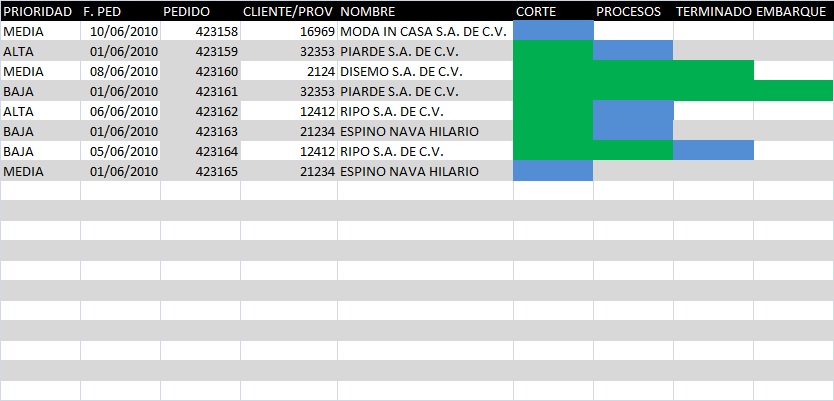 PRIORIDAD F. PED PEDIDO CLIENTE/PROV NOMBRE CORTE PROCESOS TERMINADO EMBARQUE
MEDIA 10/06/2010 423158 16969 MODA IN CASA S.A. DE C.V.
ALTA 01/06/2010 423159 32353 PIARDE S.A. DE C.V.
MEDIA 08/06/2010 423160 2124 DISEMO S.A. DE C.V.
BAJA 01/06/2010 423161 32353 PIARDE S.A. DE C.V.
ALTA 06/06/2010 423162 12412 RIPO S.A. DE C.V.
BAJA 01/06/2010 423163 21234 ESPINO NAVA HILARIO
BAJA 05/06/2010 423164 12412 RIPO S.A. DE C.V.
MEDIA 01/06/2010 423165 21234 ESPINO NAVA HILARIO